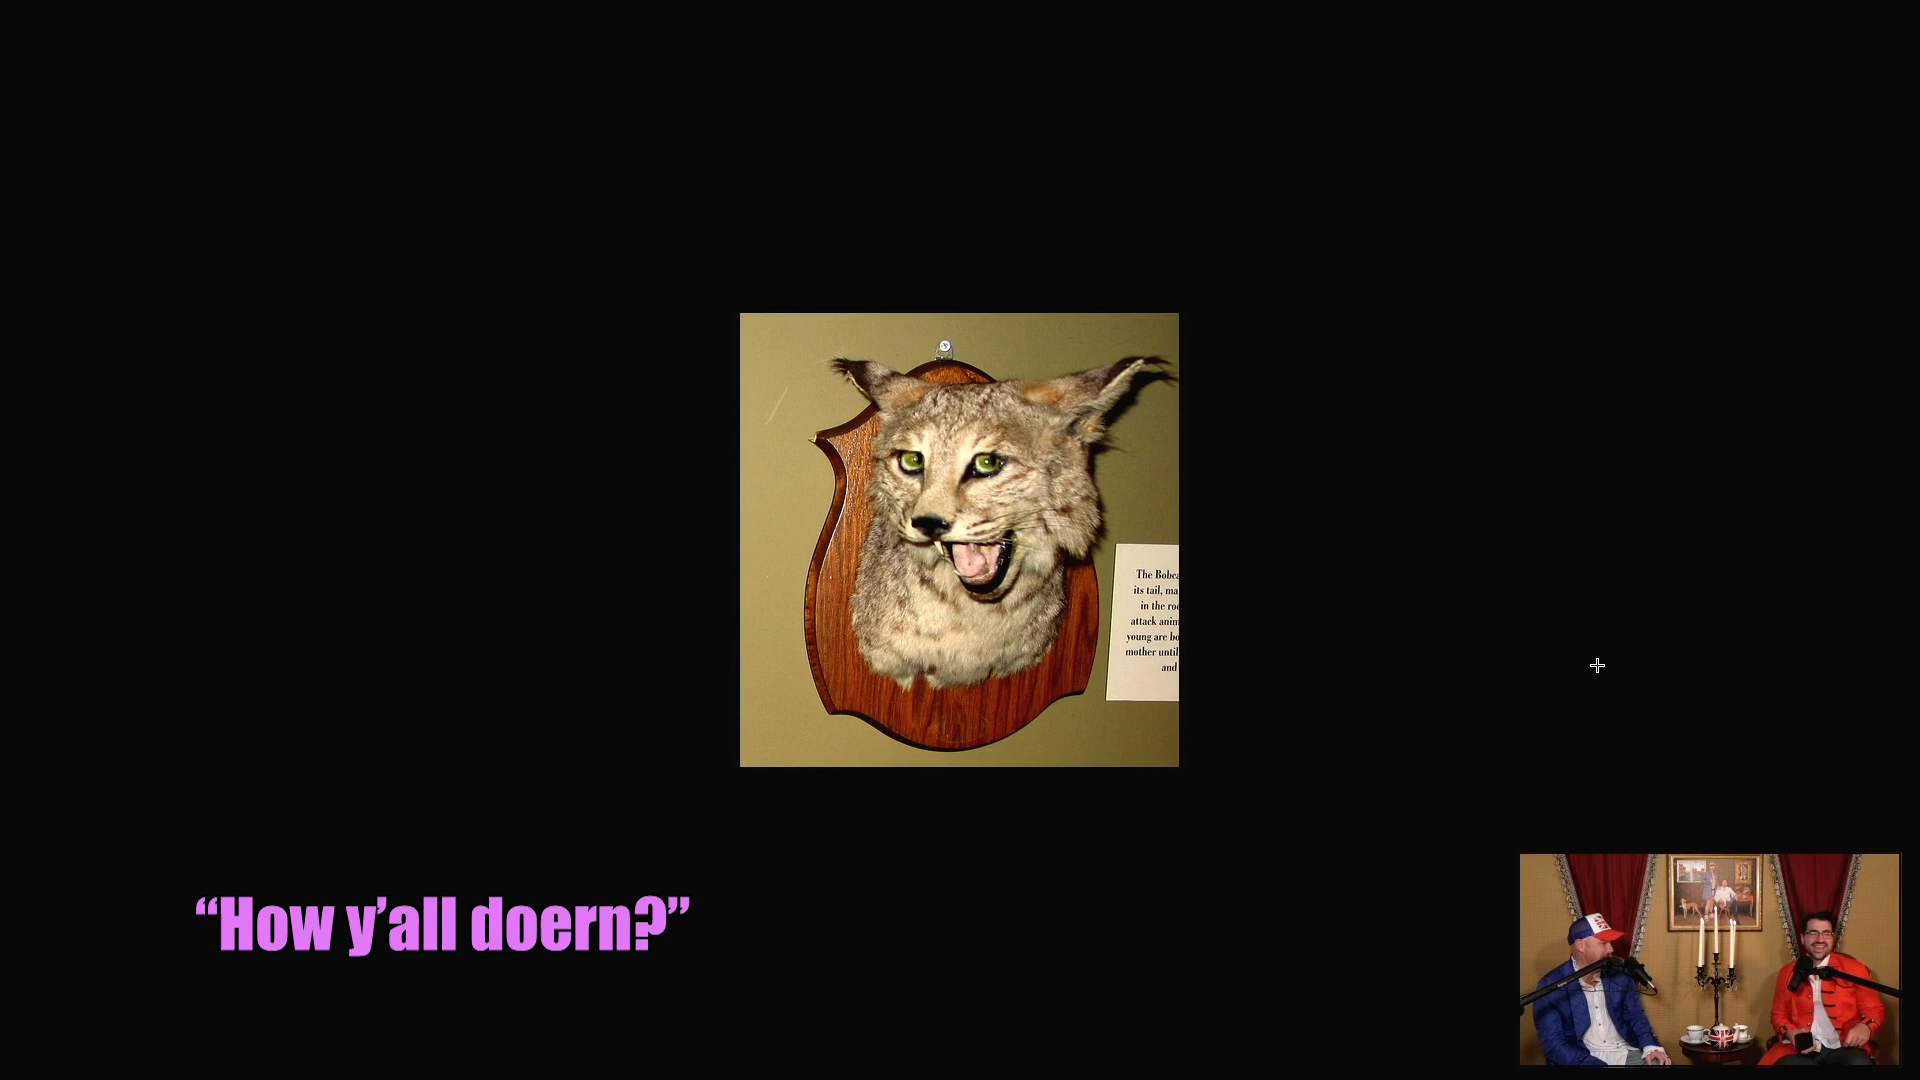 The Bobca
its tail, ma
in the roc
attack anim
young are bo
mother until
and
“How y’all doern?”